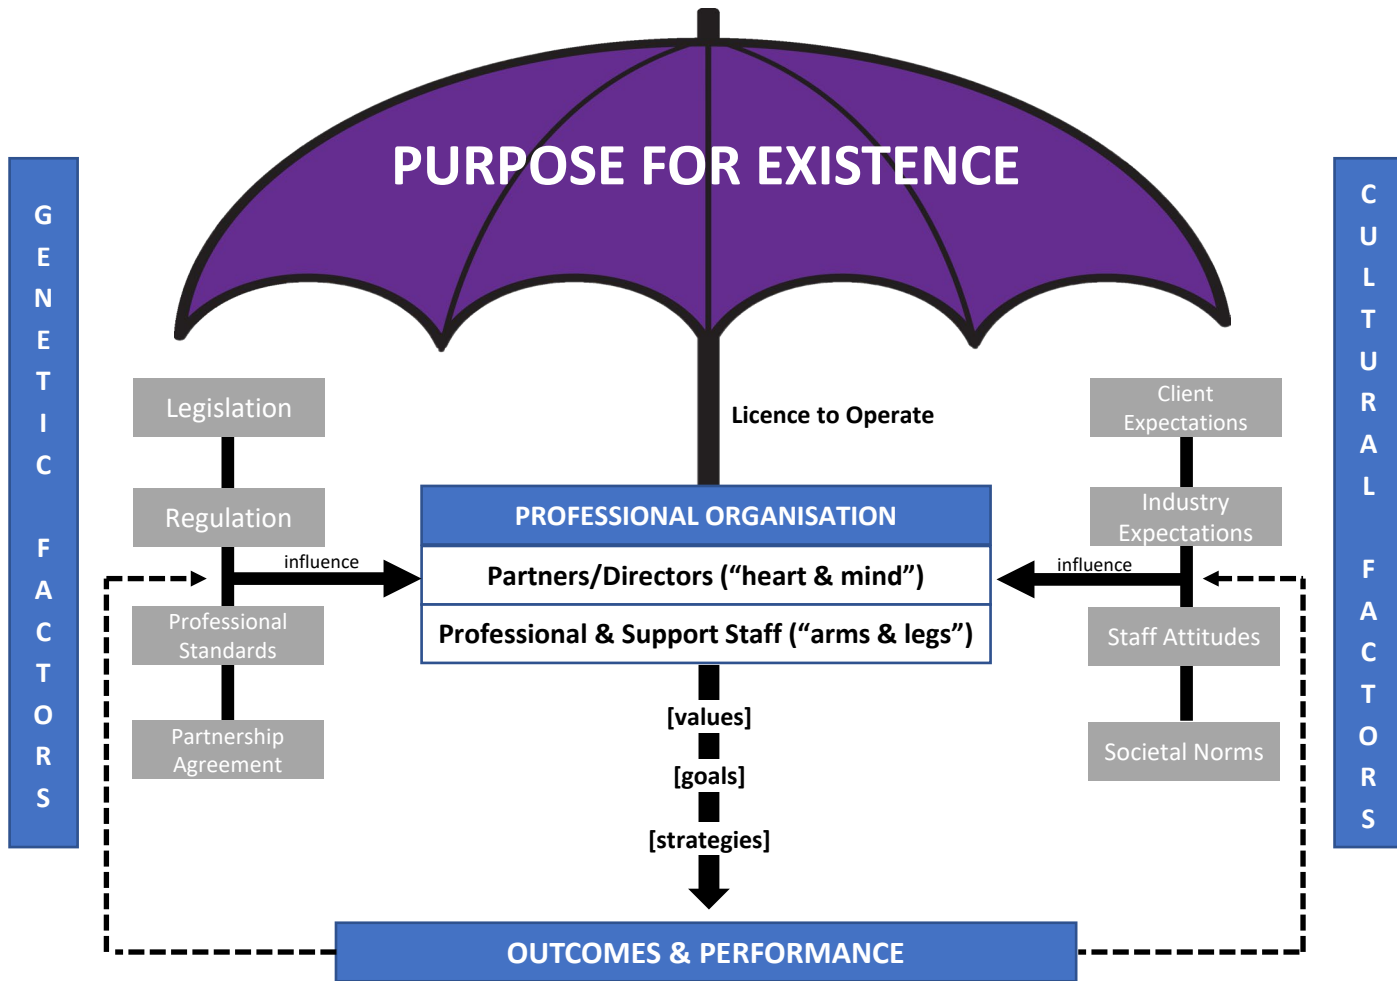 PURPOSE FOR EXISTENCE
GENETIC FACTORS
CULTURAL FACTORS
Legislation
Regulation
Professional
Standards
Partnership
Agreement
influence
Licence to Operate
PROFESSIONAL ORGANISATION
Partners/Directors (“heart & mind”)
Professional & Support Staff (“arms & legs”)
[values]
[goals]
[strategies]
Client
Expectations
Industry
Expectations
influence
Staff Attitudes
Societal Norms
OUTCOMES & PERFORMANCE